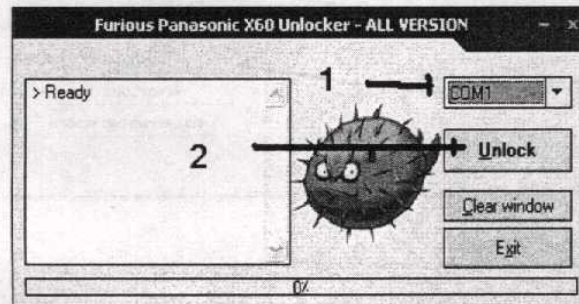 Furious Panasonic X60 Unlocker - ALL VERSION
1
> Ready
COM1
2
Unlock
Clear window
Exit
0%